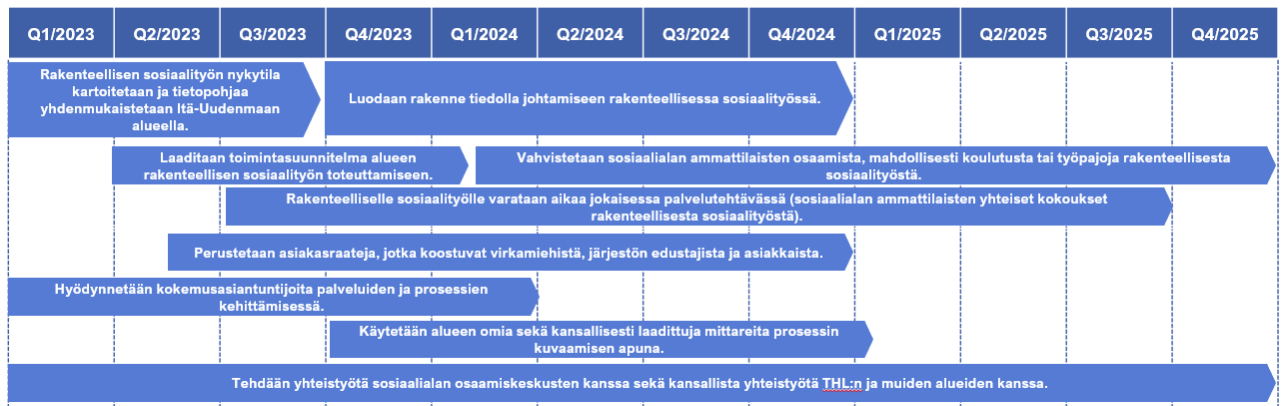 Q1/2023 Q2/2023 Q3/2023 Q4/2023 Q1/2024 Q2/2024 Q3/2024 Q4/2024 Q1/2025 Q2/2025 Q3/2025 Q4/2025
Rakenteellisen sosiaalityön nykytila
kartoitetaan ja tietopohjaa
yhdenmukaistetaan Itä-Uudenmaan
alueella.
Luodaan rakenne tiedolla johtamiseen rakenteellisessa sosiaalityössä.
Laaditaan toimintasuunnitelma alueen
rakenteellisen sosiaalityön toteuttamiseen.
Vahvistetaan sosiaalialan ammattilaisten osaamista, mahdollisesti koulutusta tai työpajoja rakenteellisesta
sosiaalityöstä.
Rakenteelliselle sosiaalityölle varataan aikaa jokaisessa palvelutehtävässä (sosiaalialan ammattilaisten yhteiset kokoukset
rakenteellisesta sosiaalityöstä).
Perustetaan asiakasraateja, jotka koostuvat virkamiehistä, järjestön edustajista ja asiakkaista.
Hyödynnetään kokemusasiantuntijoita palveluiden ja prosessien
kehittämisessä.
Käytetään alueen omia sekä kansallisesti laadittuja mittareita prosessin
kuvaamisen apuna.
Tehdään yhteistyötä sosiaalialan osaamiskeskusten kanssa sekä kansallista yhteistyötä THL:n ja muiden alueiden kanssa.